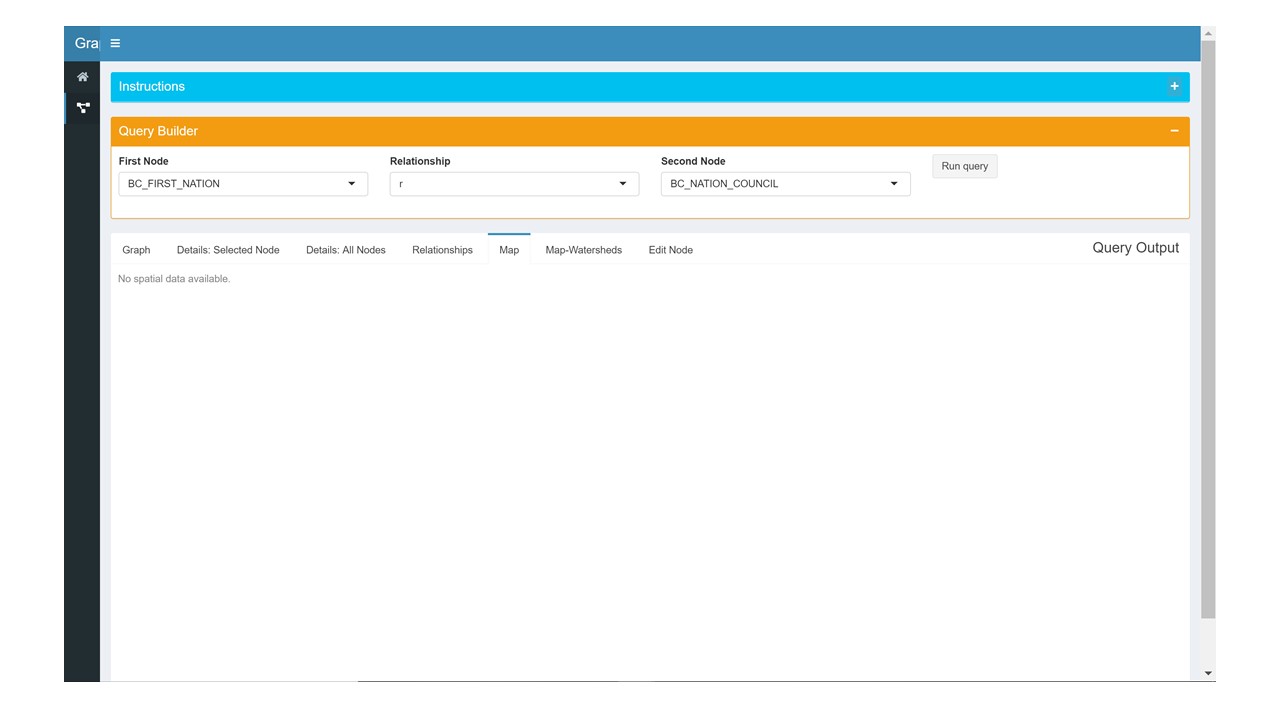 Gra
Instructions
Query Builder
First Node Relationship Second Node
BC_FIRST_NATION r BC_NATION_COUNCIL Run query
Graph Details: Selected Node Details: All Nodes Relationships Map Map-Watersheds Edit Node Query Output
No spatial data available.